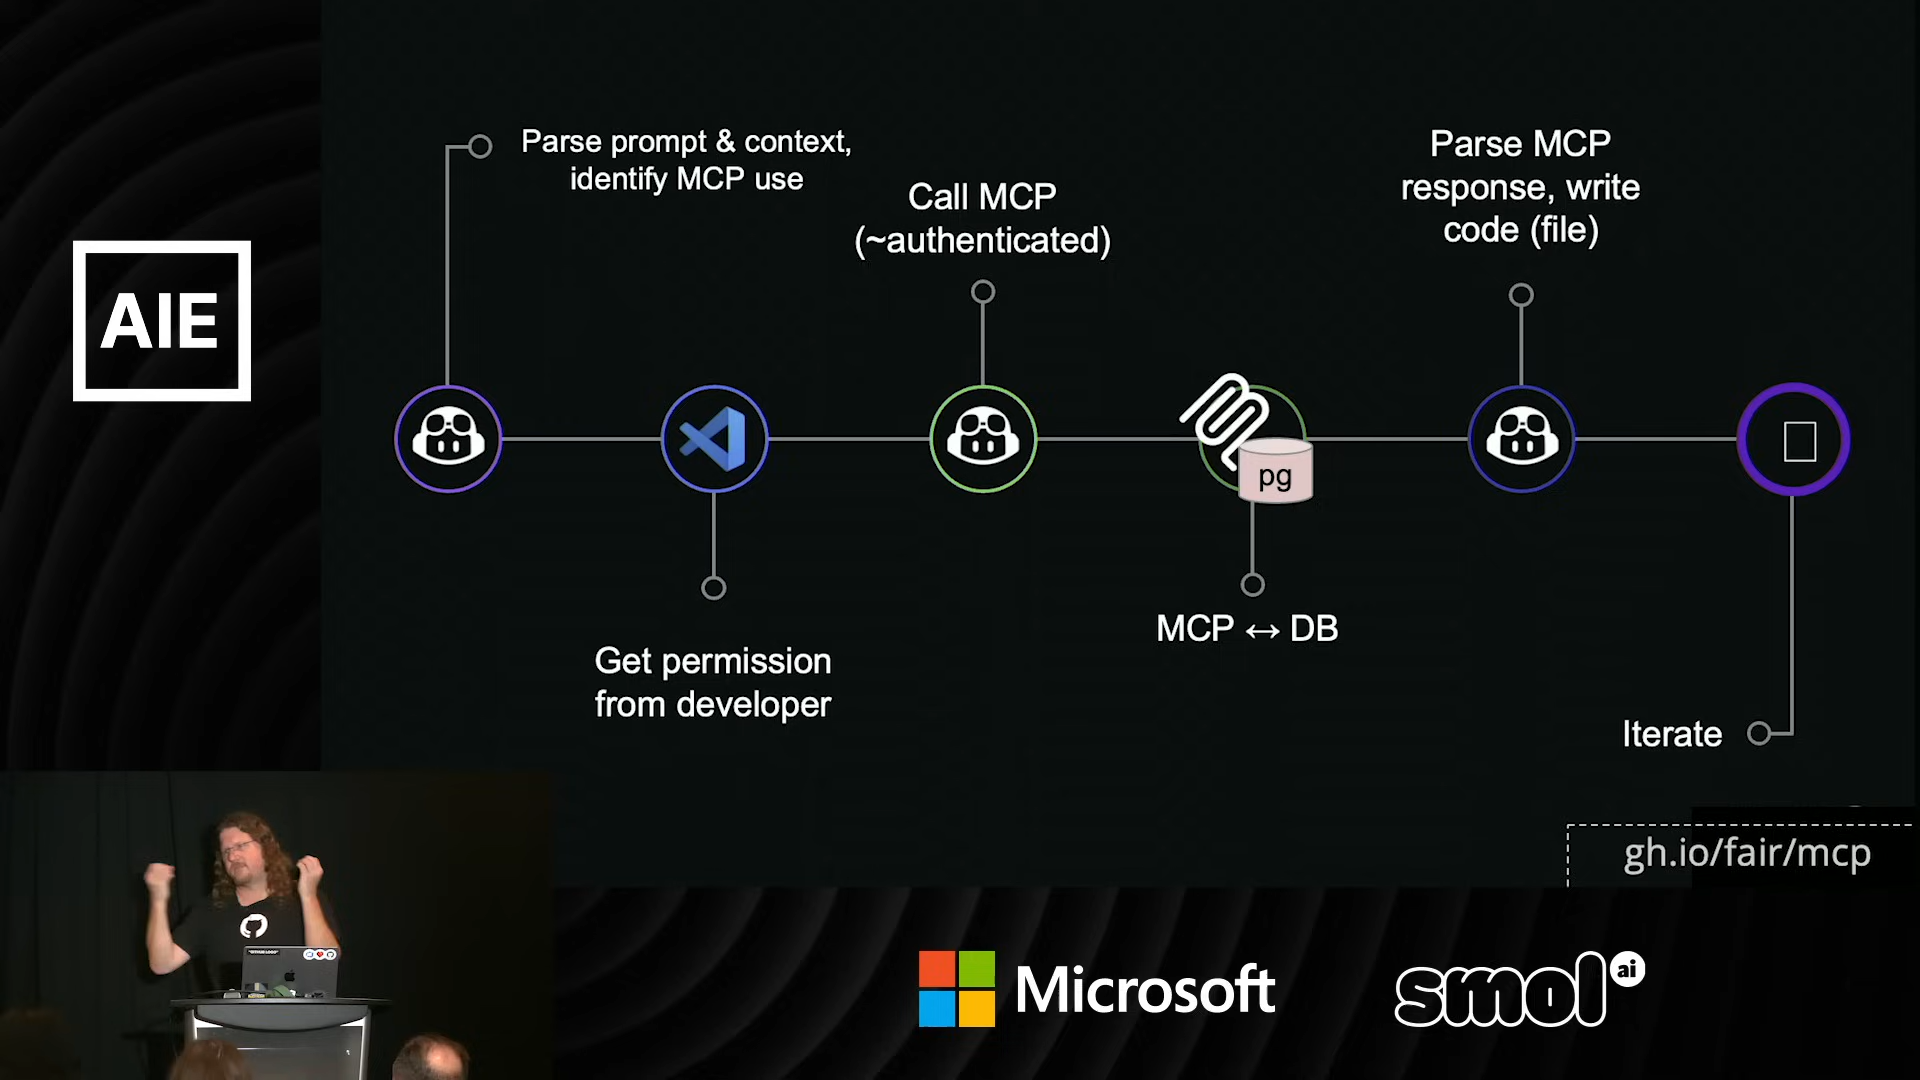 AIE
Parse prompt & context,
identify MCP use
Call MCP
(~authenticated)
Parse MCP
response, write
code (file)
pg
Get permission
from developer
MCP ↔ DB
Iterate
gh.io/fair/mcp
Microsoft
smol ai